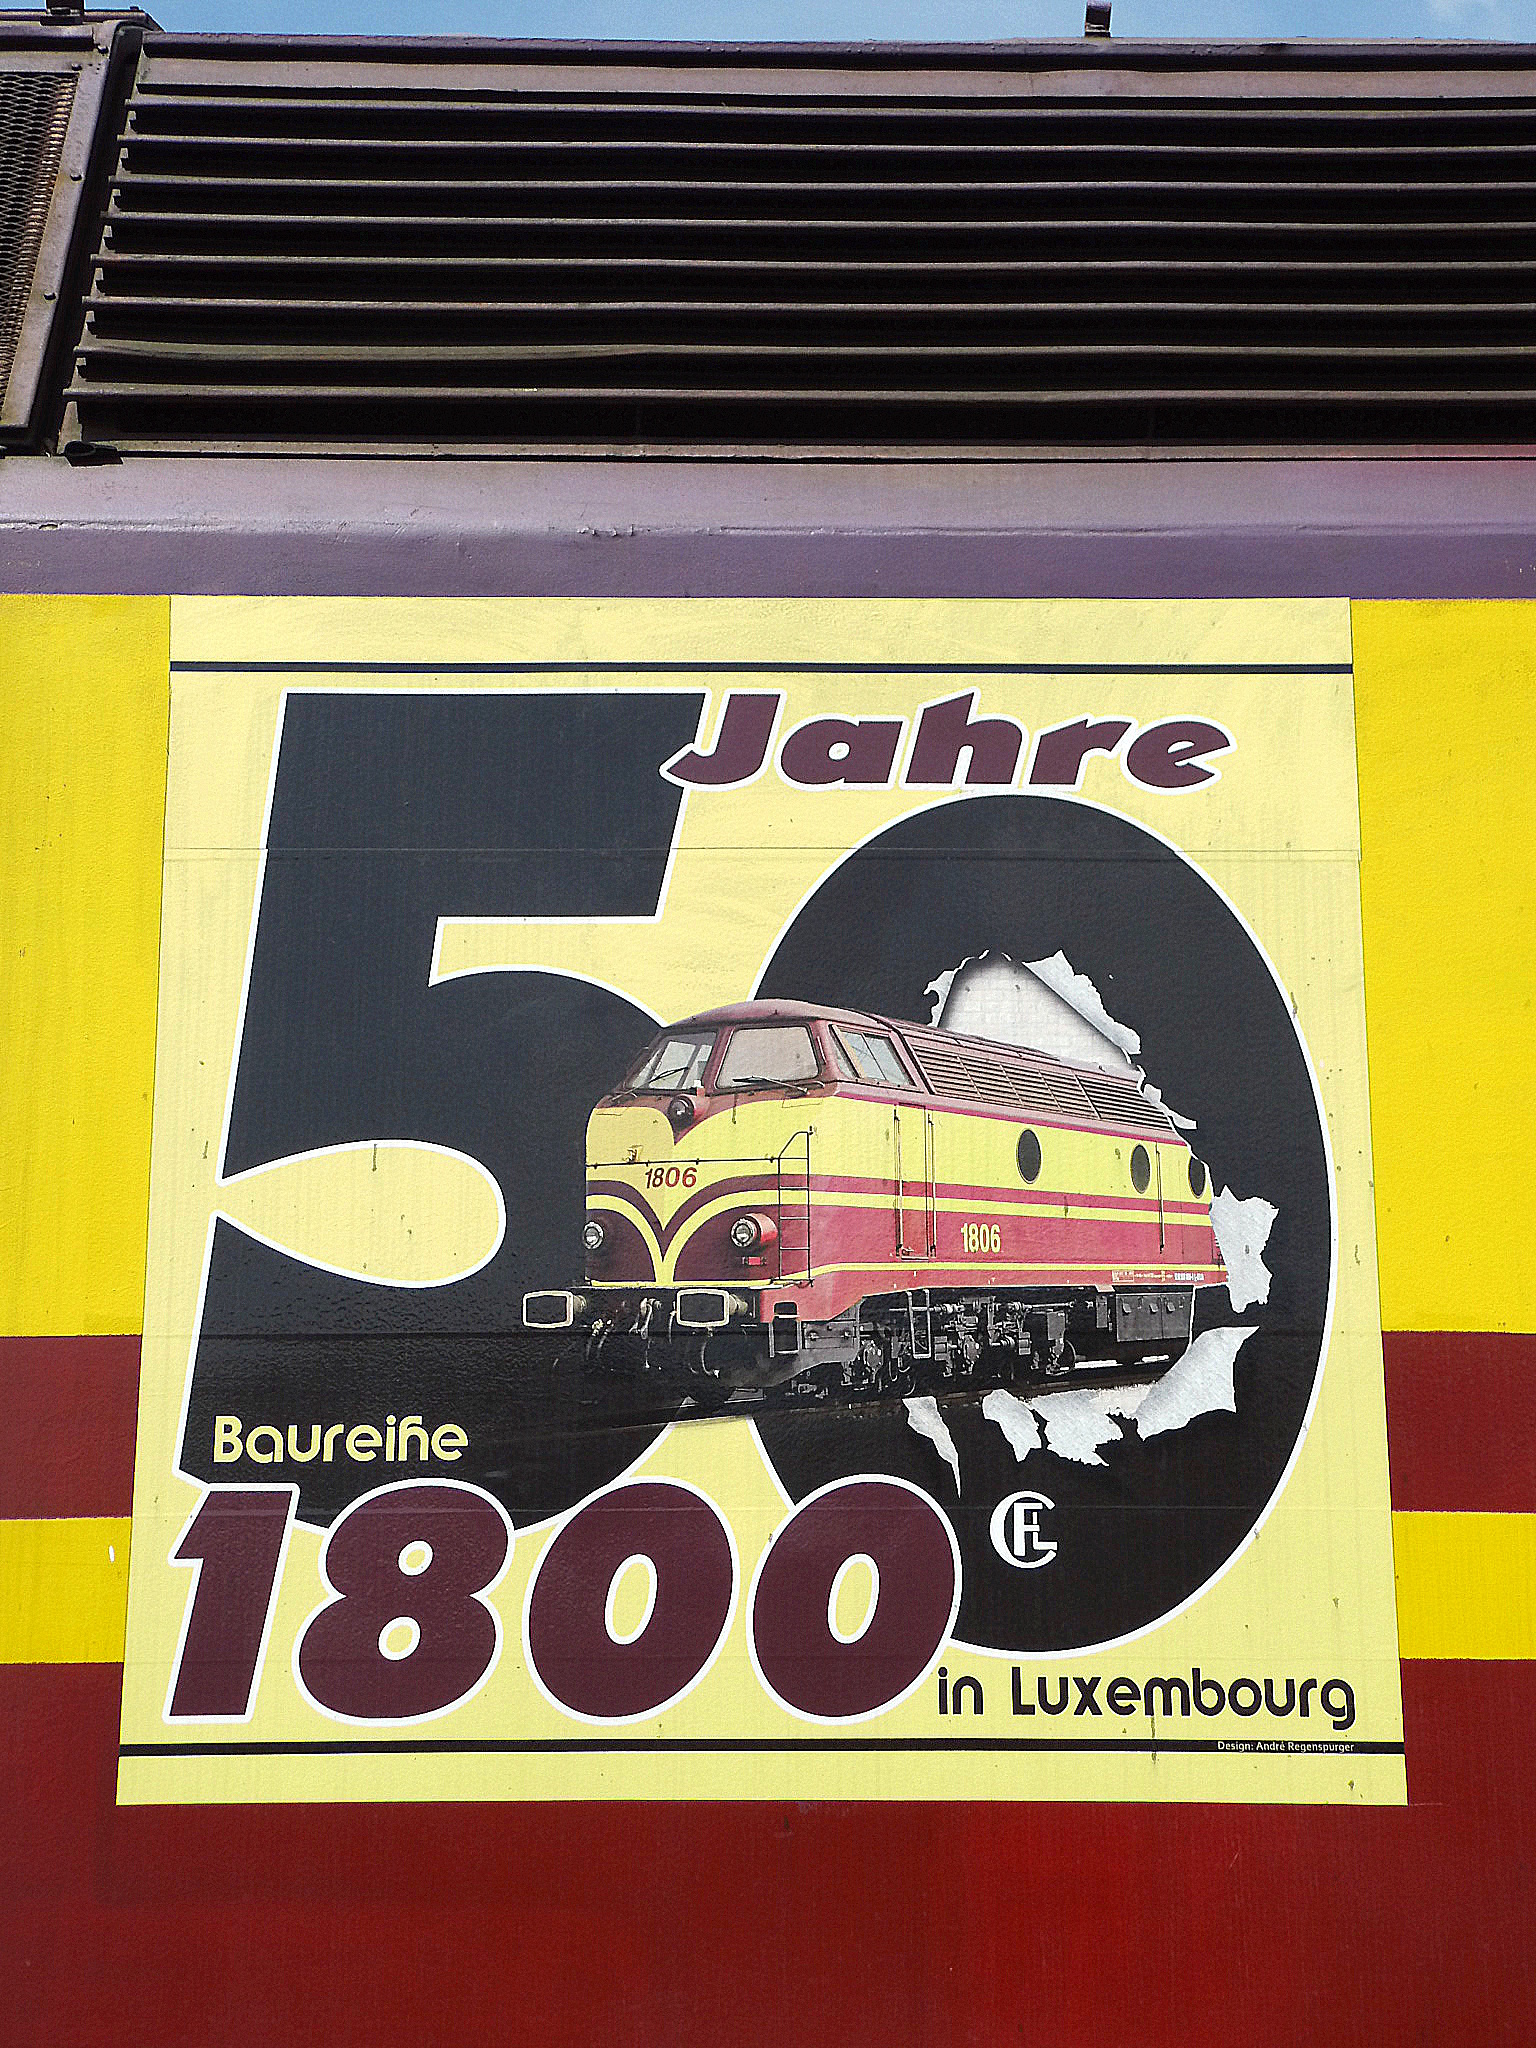 50 Jahre
1806
1806
Baureihe
1800
CFL
in Luxembourg
Design: André Regenspurger